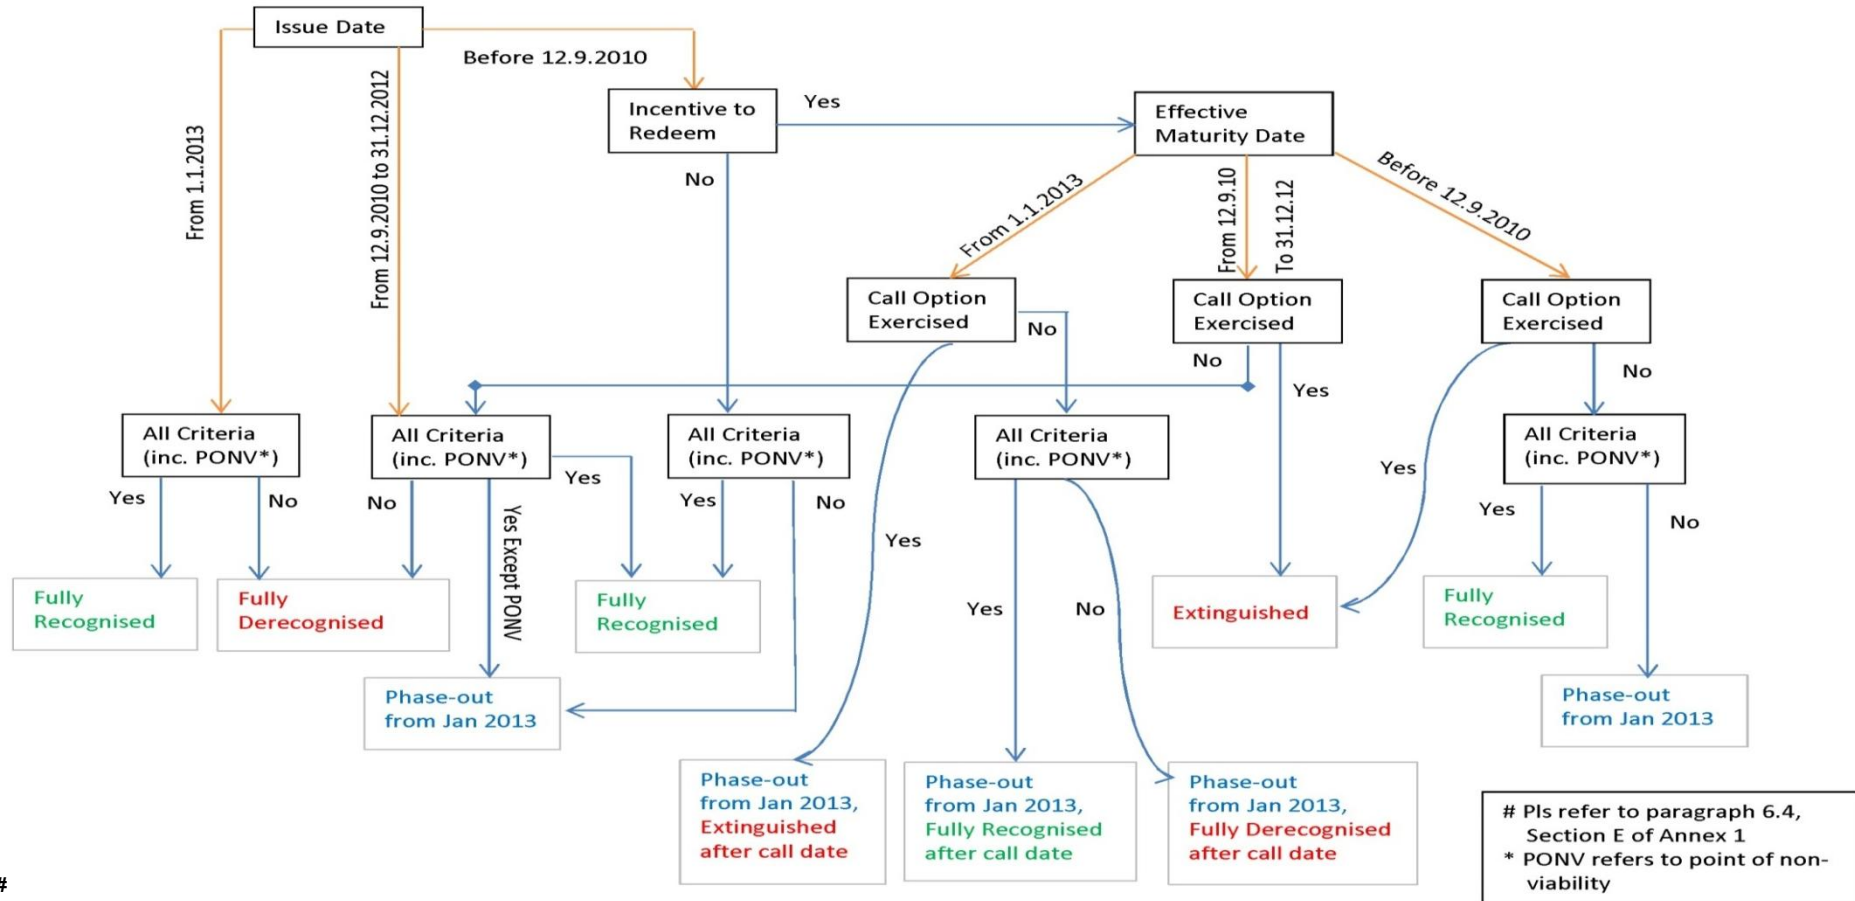 Issue Date
Before 12.9.2010
From 1.1.2013
From 12.9.2010 to 31.12.2012
Incentive to
Redeem
Yes
No
Effective
Maturity Date
From 1.1.2013
From 12.9.10
To 31.12.12
Before 12.9.2010
Call Option
Exercised
No
Yes
Call Option
Exercised
No
Yes
Call Option
Exercised
No
Yes
All Criteria
(inc. PONV*)
Yes
No
All Criteria
(inc. PONV*)
No
Yes Except PONV
Yes
All Criteria
(inc. PONV*)
Yes
No
All Criteria
(inc. PONV*)
Yes
No
All Criteria
(inc. PONV*)
Yes
No
Fully
Recognised
Fully
Derecognised
Fully
Recognised
Extinguished
Fully
Recognised
Phase-out
from Jan 2013
Phase-out
from Jan 2013
Phase-out
from Jan 2013,
Extinguished
after call date
Phase-out
from Jan 2013,
Fully Recognised
after call date
Phase-out
from Jan 2013,
Fully Derecognised
after call date
# Pls refer to paragraph 6.4,
Section E of Annex 1
* PONV refers to point of non-
viability
#